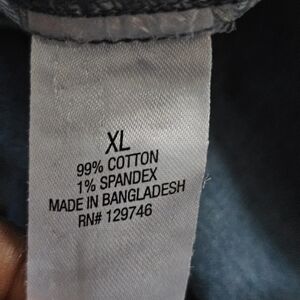 XL
99% COTTON
1% SPANDEX
MADE IN BANGLADESH
RN# 129746